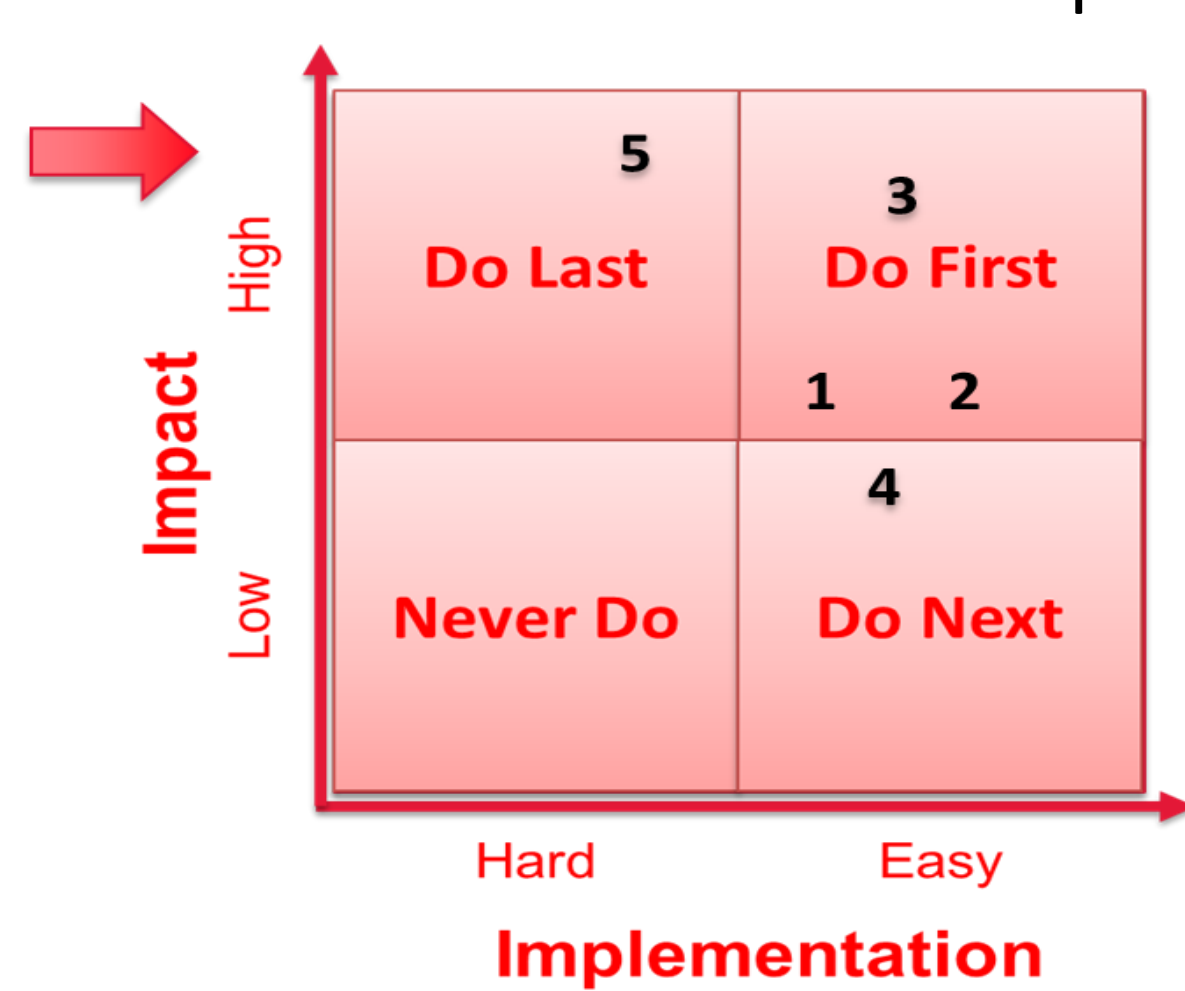 5
3
High
Do Last
Do First
1
2
Impact
4
Low
Never Do
Do Next
Hard
Easy
Implementation